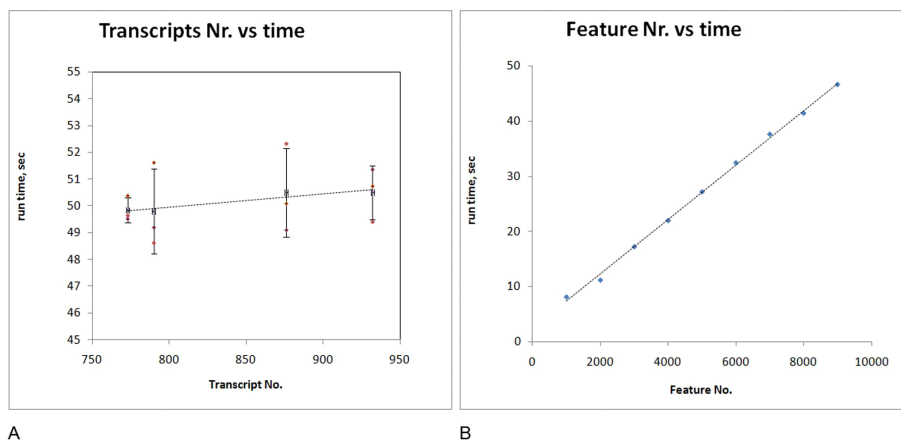 Transcripts Nr. vs time
55
54
53
52
51
50
49
48
47
46
45
run time, sec
750 800 850 900 950
Transcript No.
A
Feature Nr. vs time
50
40
30
20
10
0
run time, sec
0 2000 4000 6000 8000 10000
Feature No.
B